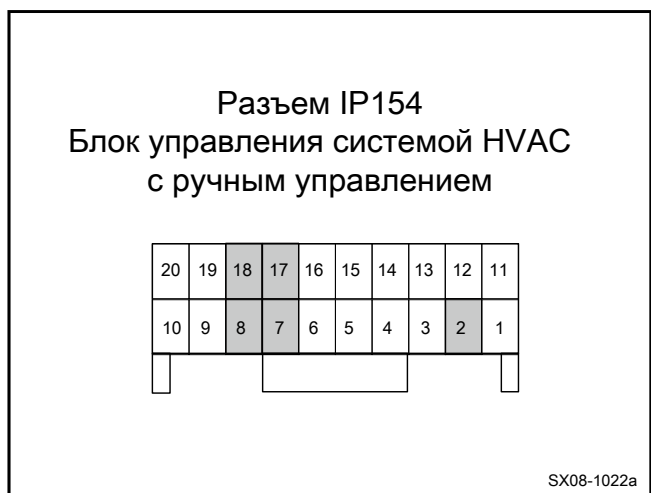 Разъем IP154
Блок управления системой HVAC
с ручным управлением
20 19 18 17 16 15 14 13 12 11
10 9 8 7 6 5 4 3 2 1
SX08-1022a